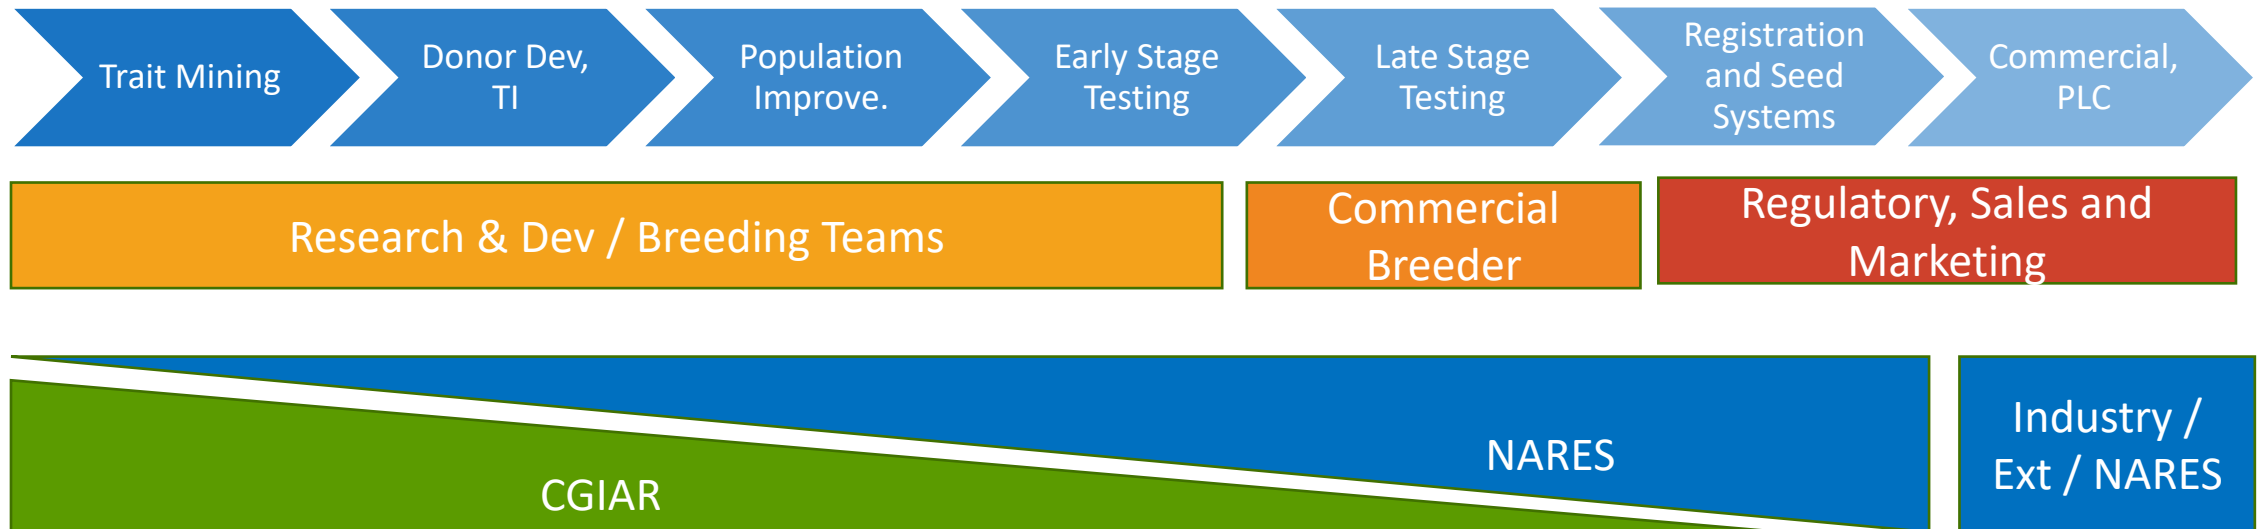 Trait Mining
Donor Dev,
TI
Population
Improve.
Early Stage
Testing
Late Stage
Testing
Registration
and Seed
Systems
Commercial,
PLC
Research & Dev / Breeding Teams
Commercial
Breeder
Regulatory, Sales and
Marketing
NARES
CGIAR
Industry /
Ext / NARES